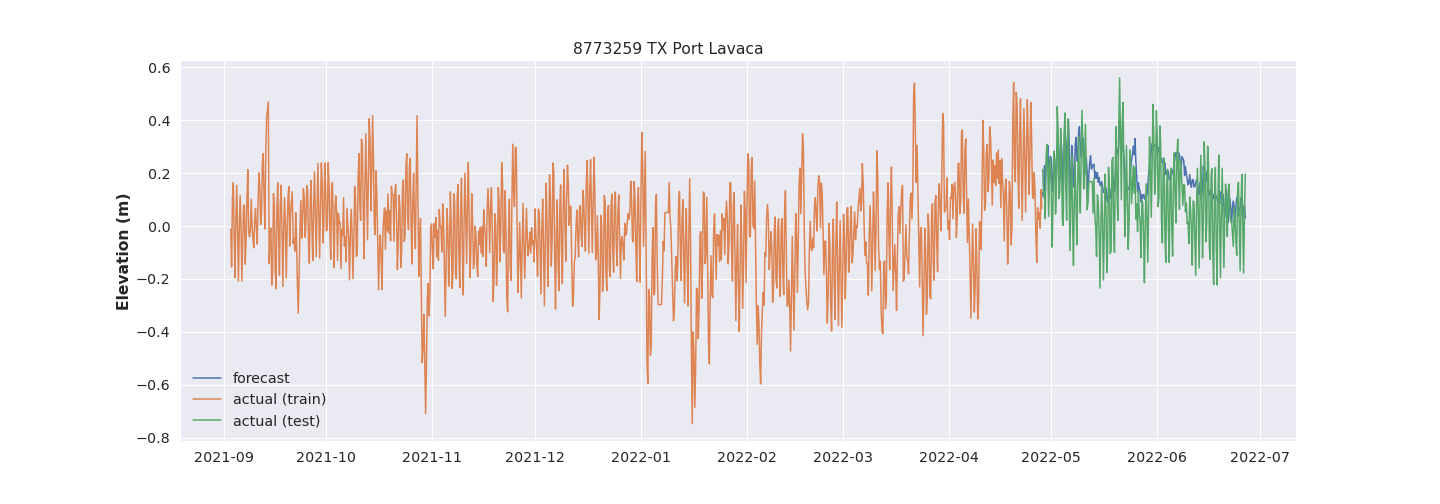 8773259 TX Port Lavaca
Elevation (m)
0.6
0.4
0.2
0.0
−0.2
−0.4
−0.6
−0.8
forecast
actual (train)
actual (test)
2021-09 2021-10 2021-11 2021-12 2022-01 2022-02 2022-03 2022-04 2022-05 2022-06 2022-07